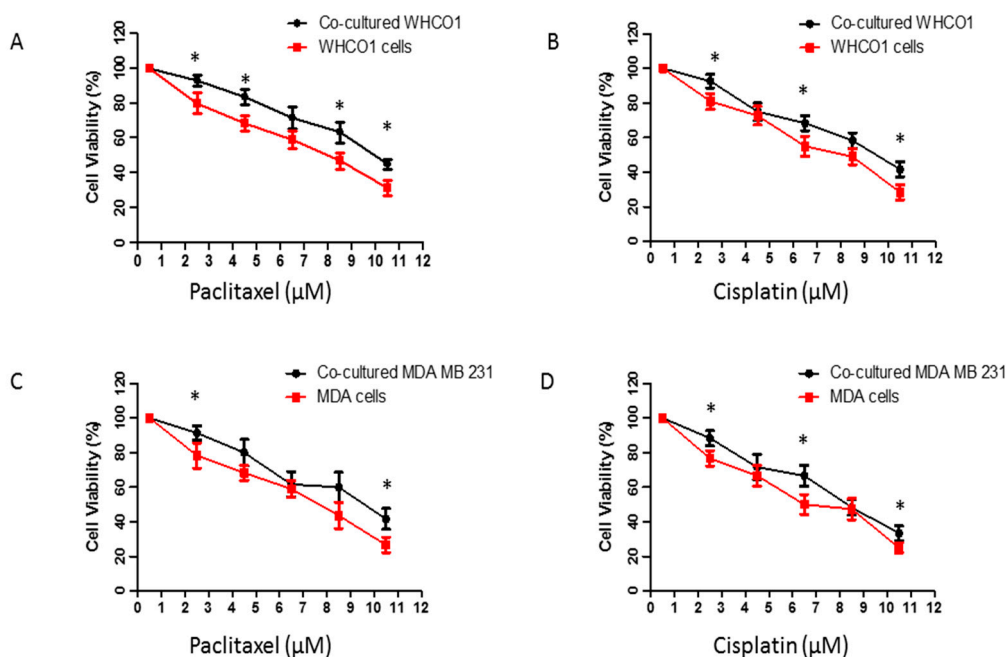 A
Co-cultured WHCO1
WHCO1 cells
Cell Viability (%)
120
100
80
60
40
20
0
* * * *
0 1 2 3 4 5 6 7 8 9 10 11 12
Paclitaxel (µM)
B
Co-cultured WHCO1
WHCO1 cells
Cell Viability (%)
120
100
80
60
40
20
0
* * *
0 1 2 3 4 5 6 7 8 9 10 11 12
Cisplatin (µM)
C
Co-cultured MDA MB 231
MDA cells
Cell Viability (%)
120
100
80
60
40
20
0
* *
0 1 2 3 4 5 6 7 8 9 10 11 12
Paclitaxel (µM)
D
Co-cultured MDA MB 231
MDA cells
Cell Viability (%)
120
100
80
60
40
20
0
* * *
0 1 2 3 4 5 6 7 8 9 10 11 12
Cisplatin (µM)